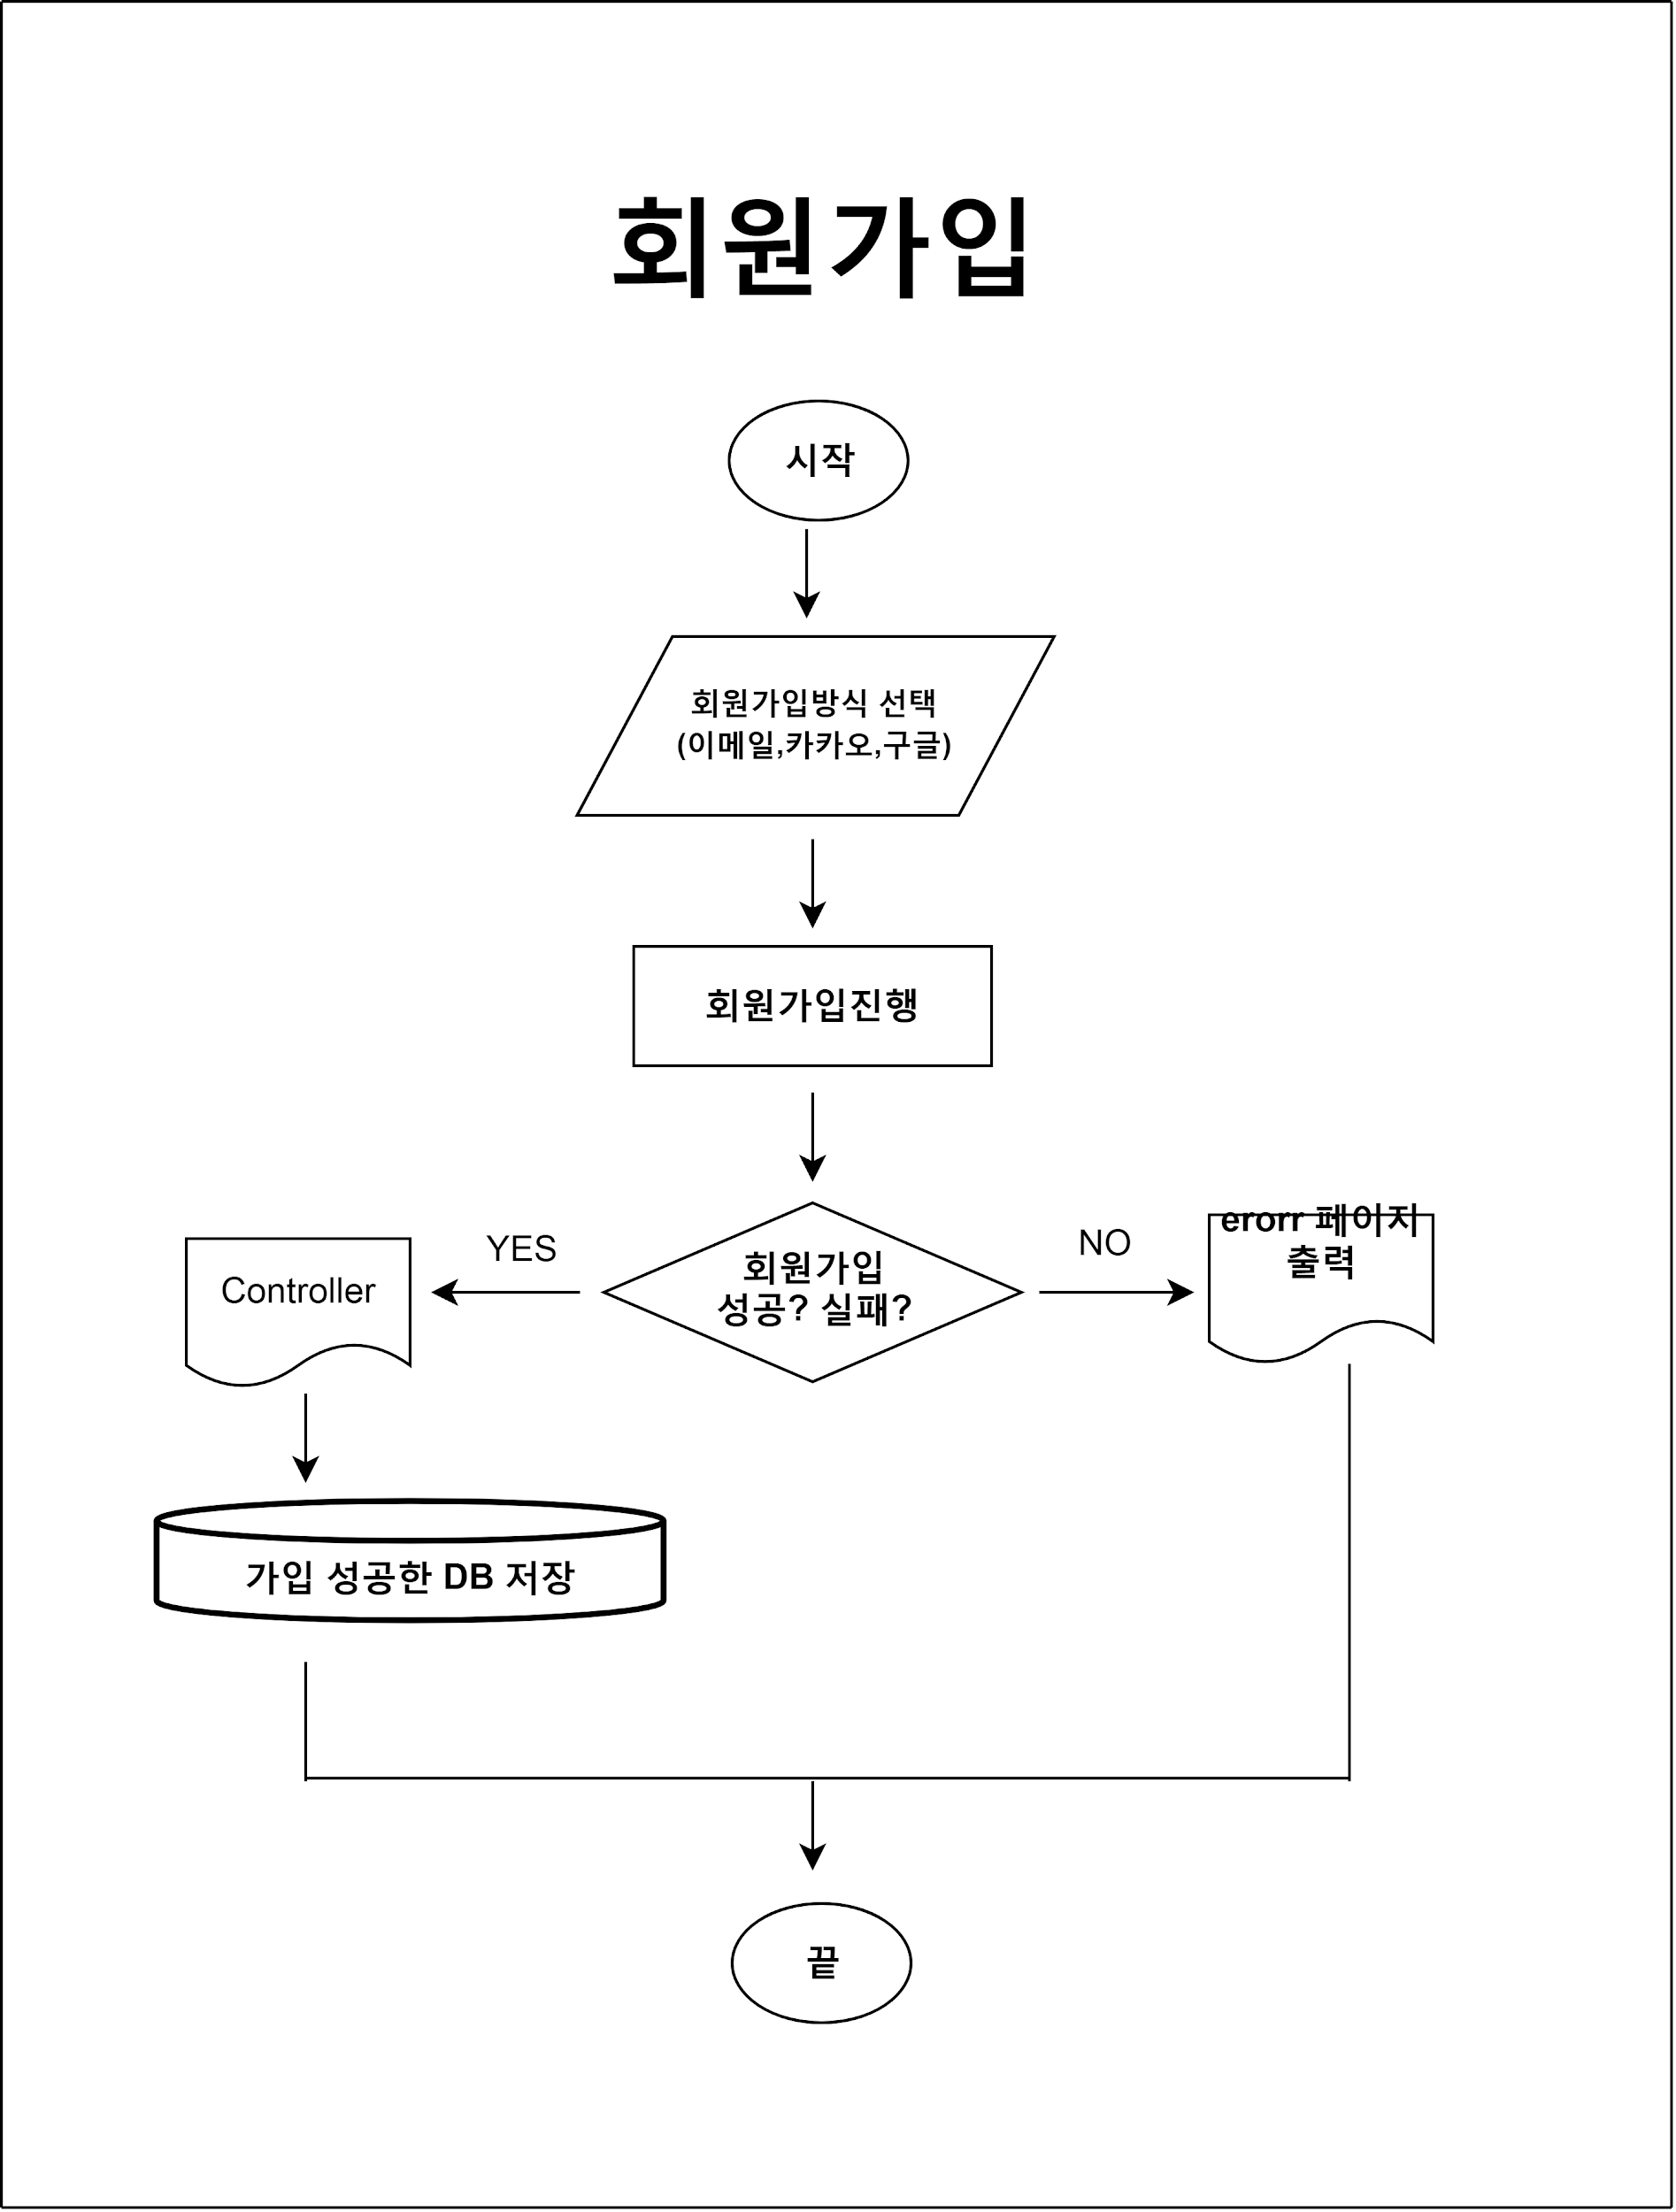 회원가입
시작
회원가입방식 선택
(이메일,카카오,구글)
회원가입진행
YES
NO
Controller
회원가입
성공? 실패?
erorr 페이지
출력
가입 성공한 DB 저장
끝